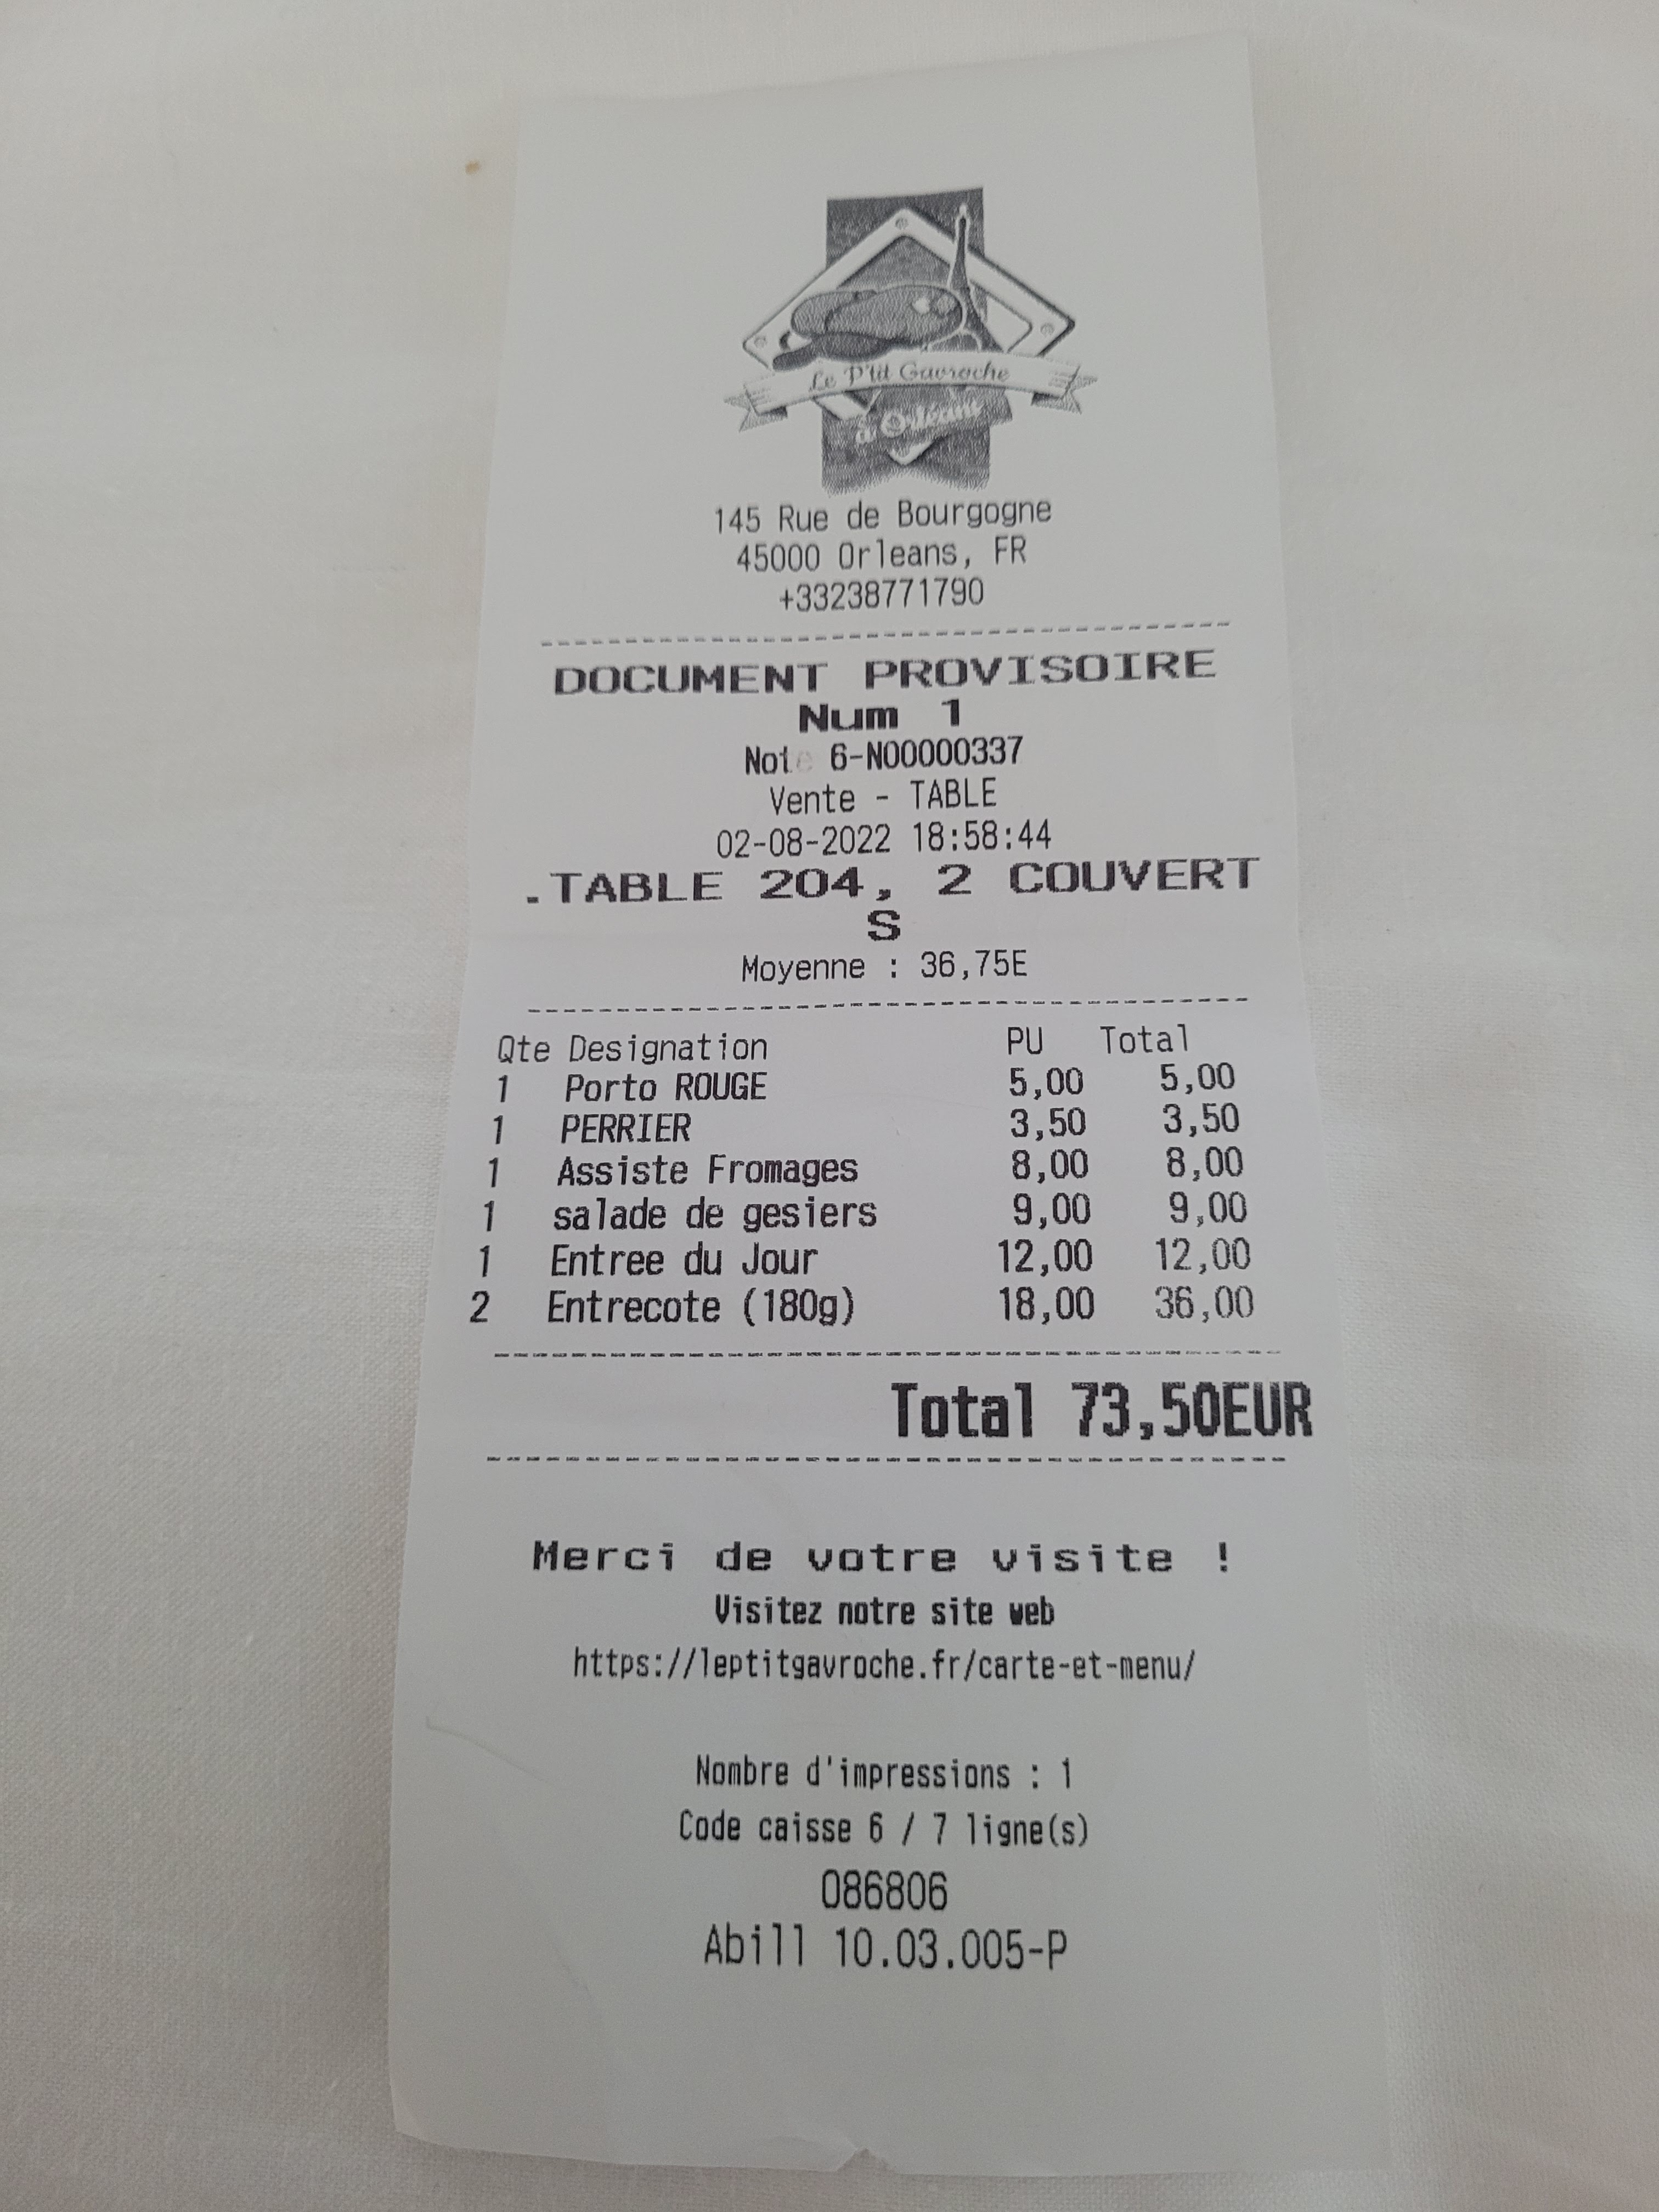 Le P'tit Gavroche
à Orléans
145 Rue de Bourgogne
45000 Orleans, FR
+33238771790
DOCUMENT PROVISOIRE
Num 1
Note 6-N00000337
Vente - TABLE
02-08-2022 18:58:44
.TABLE 204, 2 COUVERT
S
Moyenne : 36,75E
Qte Designation PU Total
1 Porto ROUGE 5,00 5,00
1 PERRIER 3,50 3,50
1 Assiste Fromages 8,00 8,00
1 salade de gesiers 9,00 9,00
1 Entree du Jour 12,00 12,00
2 Entrecote (180g) 18,00 36,00
Total 73,50EUR
Merci de votre visite !
Visitez notre site web
https://leptitgavroche.fr/carte-et-menu/
Nombre d'impressions : 1
Code caisse 6 / 7 ligne(s)
086806
Abill 10.03.005-P